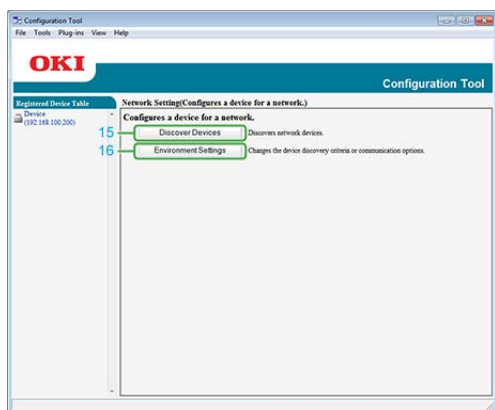 Configuration Tool
File Tools Plug-ins View Help
OKI
Configuration Tool
Registered Device Table
Device
(192.168.100.200)
Network Setting(Configures a device for a network.)
Configures a device for a network.
15 Discover Devices Discovers network devices.
16 Environment Settings Changes the device discovery criteria or communication options.